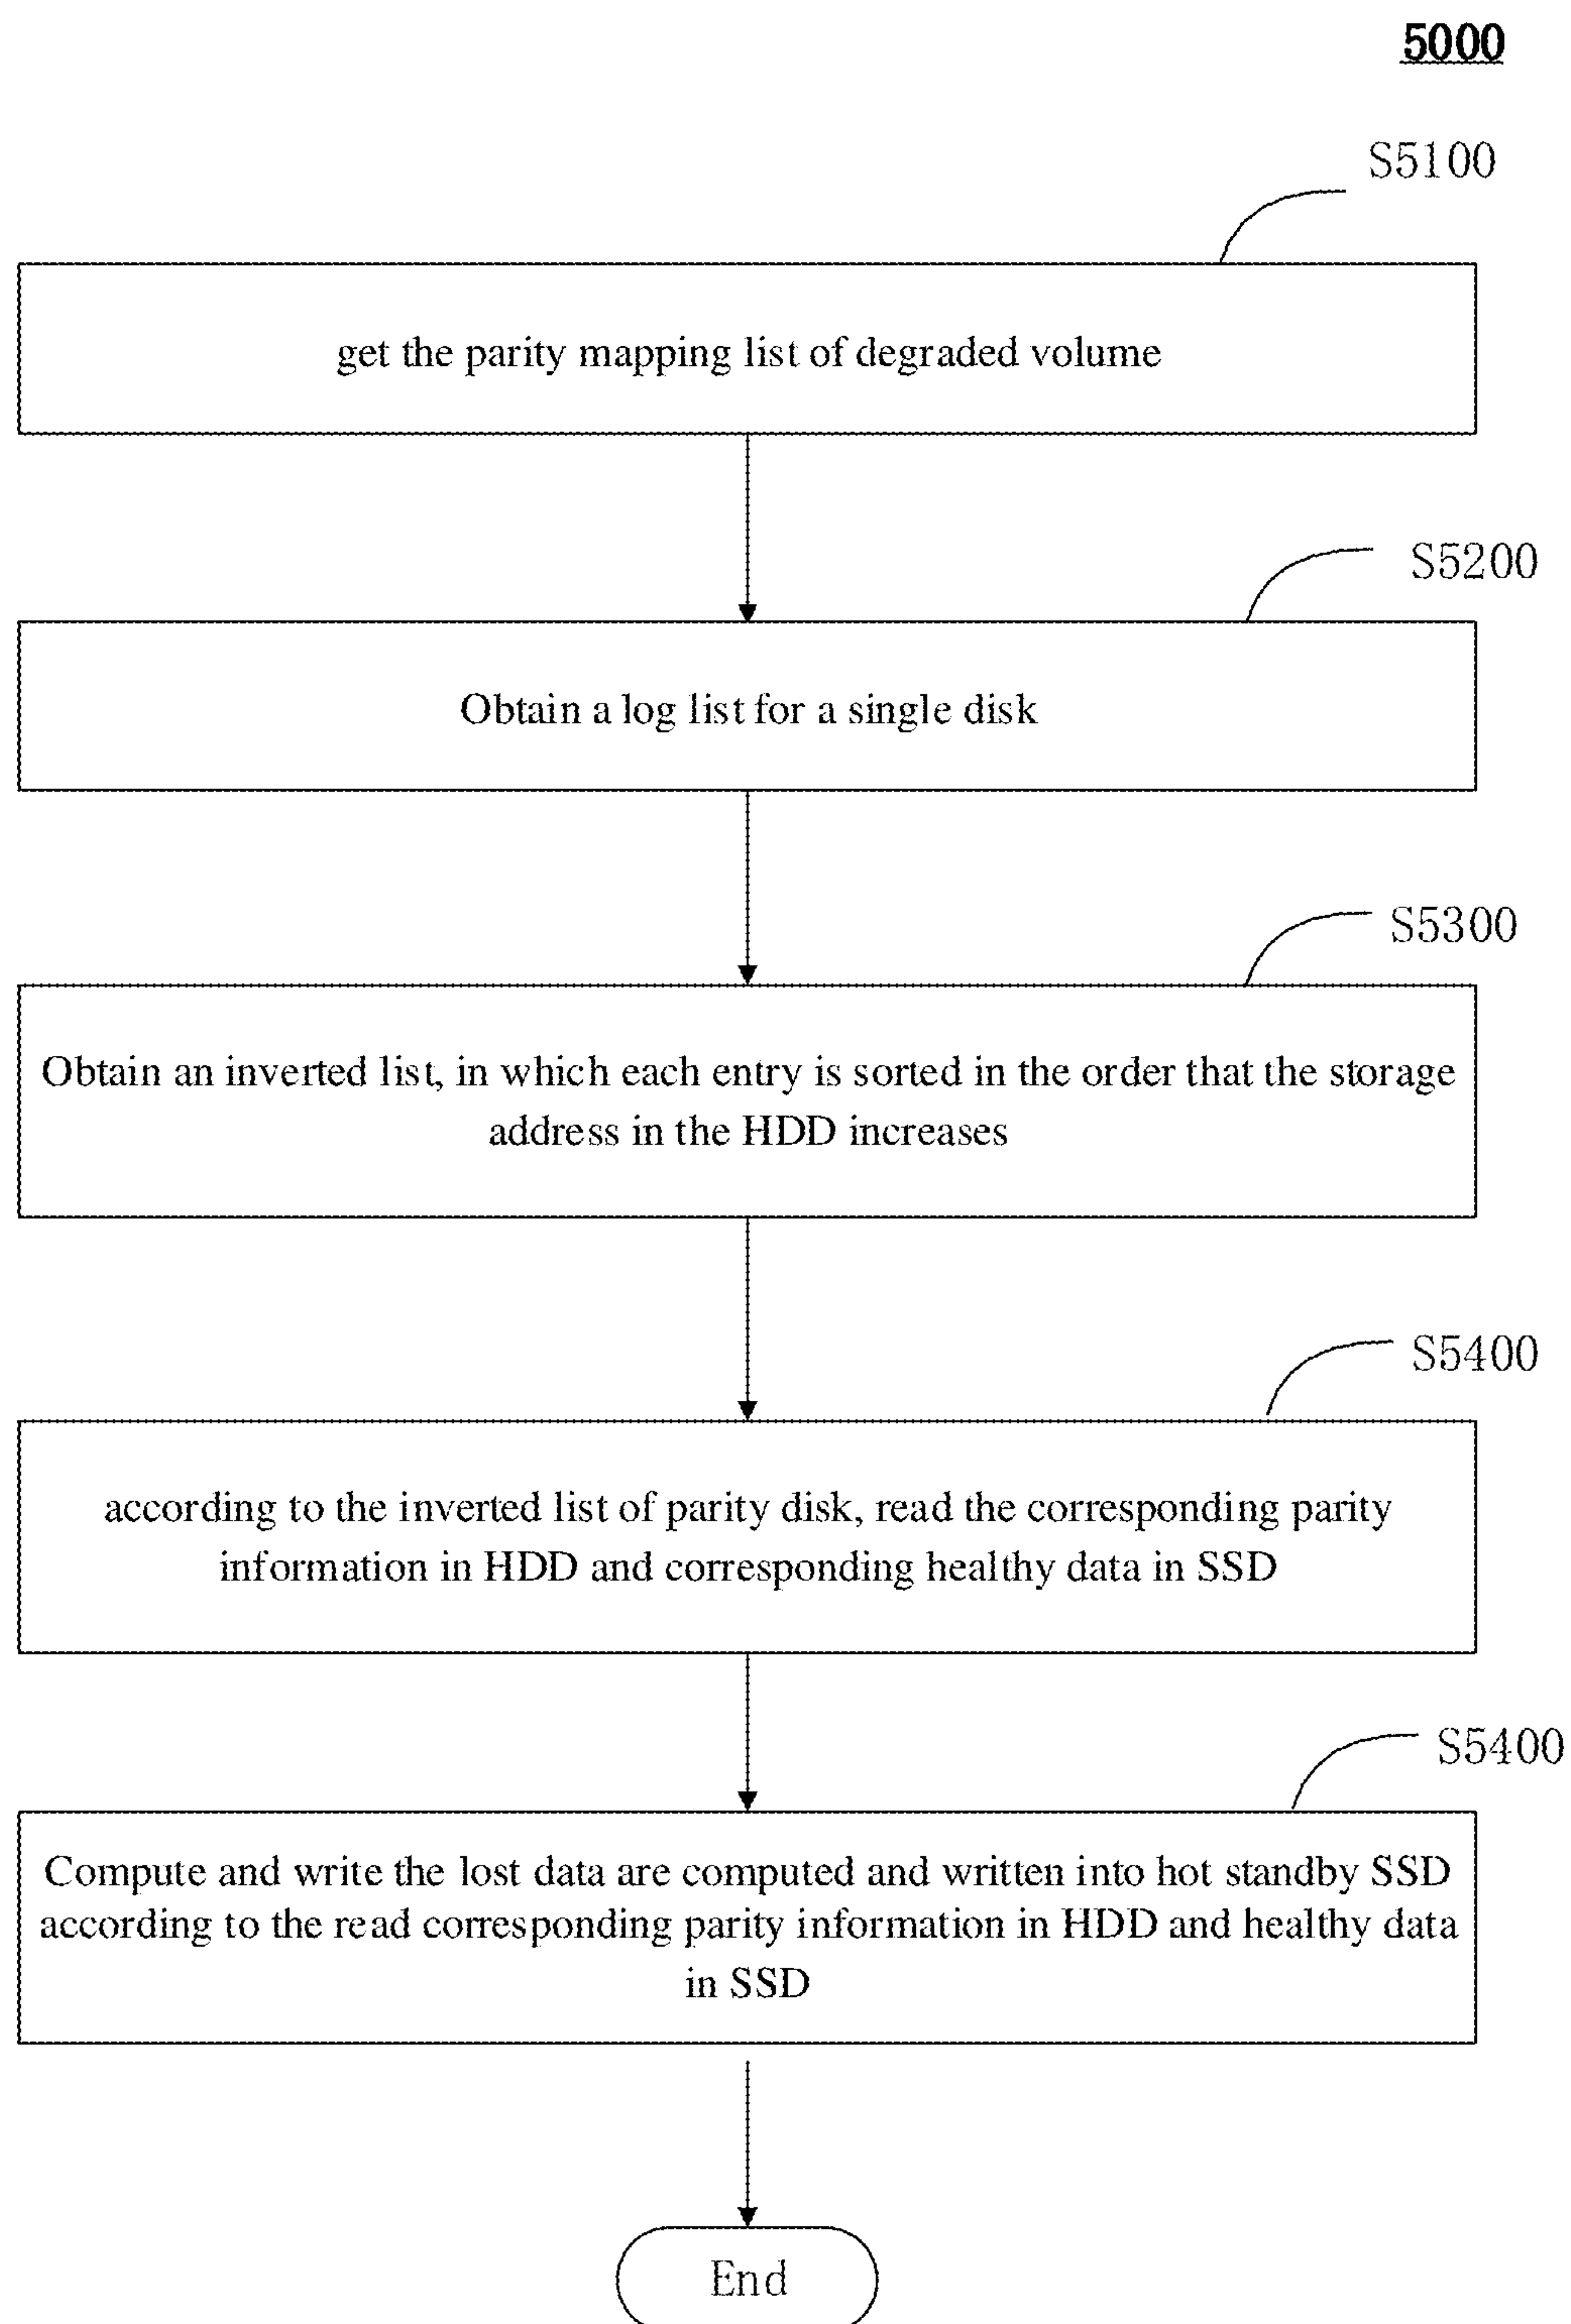 5000
S5100
get the parity mapping list of degraded volume
S5200
Obtain a log list for a single disk
S5300
Obtain an inverted list, in which each entry is sorted in the order that the storage
address in the HDD increases
S5400
according to the inverted list of parity disk, read the corresponding parity
information in HDD and corresponding healthy data in SSD
S5400
Compute and write the lost data are computed and written into hot standby SSD
according to the read corresponding parity information in HDD and healthy data
in SSD
End